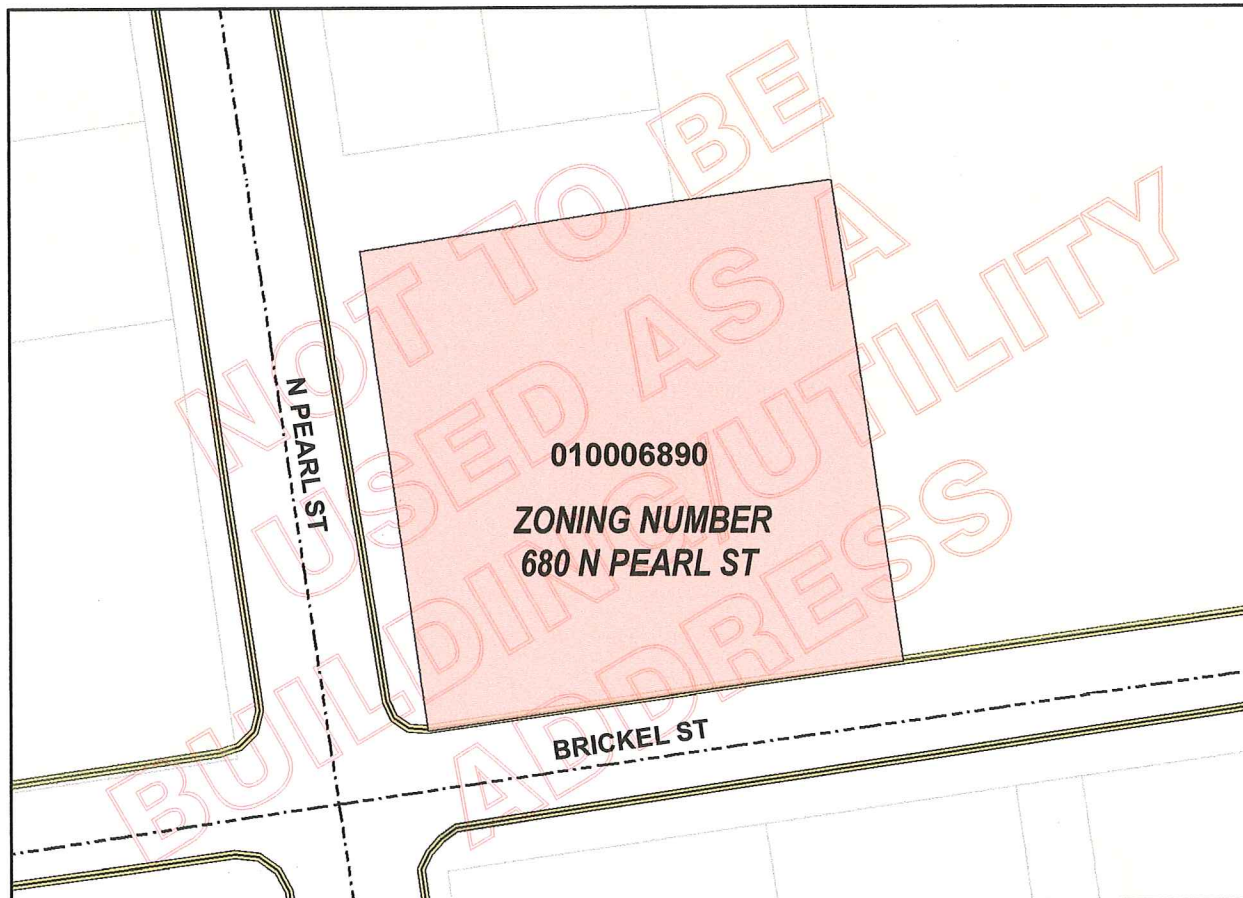 NOT TO BE
USED AS A
BUILDING/UTILITY
ADDRESS
N PEARL ST
010006890
ZONING NUMBER
680 N PEARL ST
BRICKEL ST